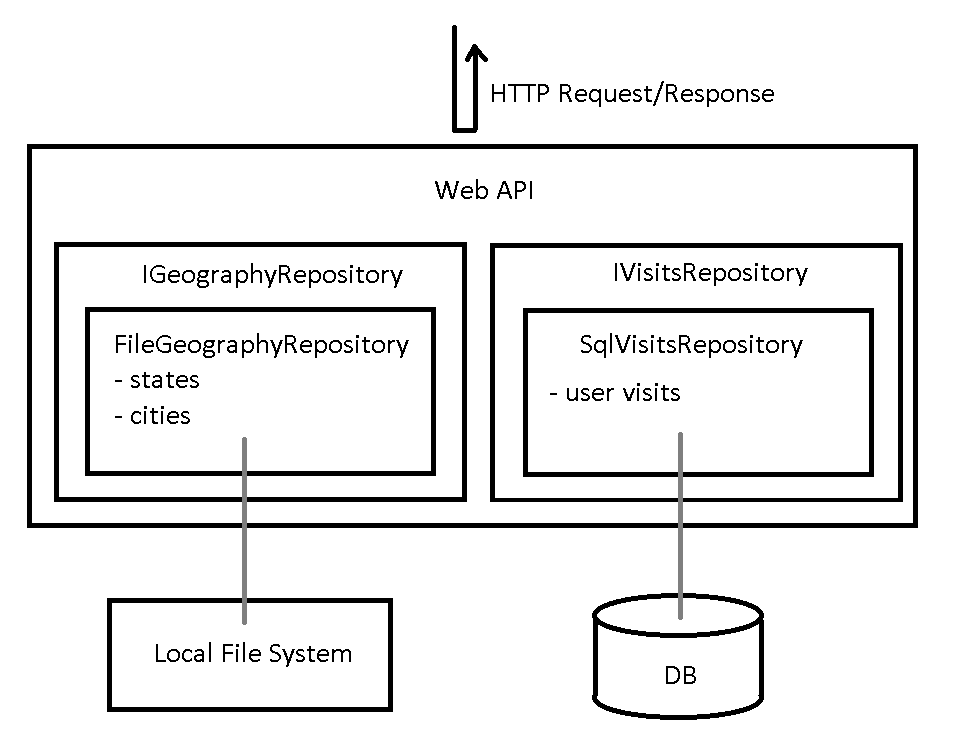 HTTP Request/Response
Web API
IGeographyRepository
FileGeographyRepository
- states
- cities
IVisitsRepository
SqlVisitsRepository
- user visits
Local File System
DB